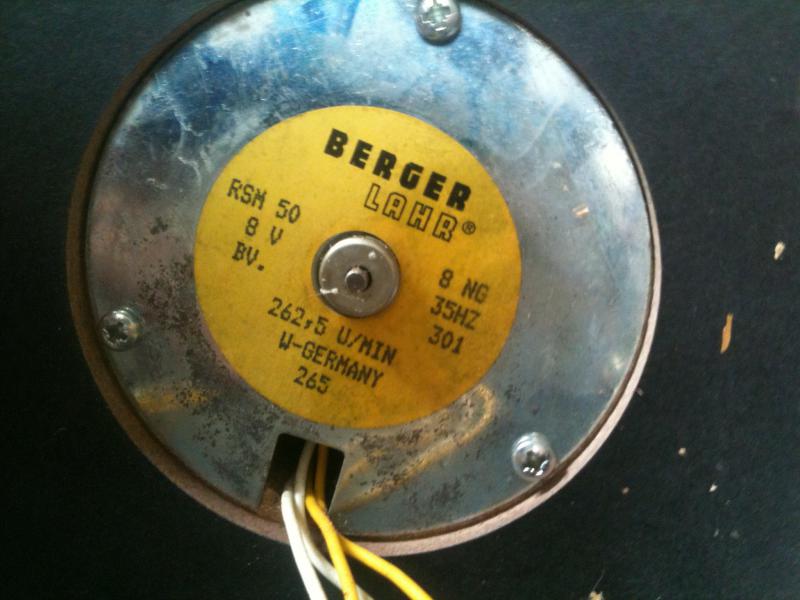 BERGER
LAHR®
RSM 50
8 V
BV.
8 NG
35HZ
301
262,5 U/MIN
W-GERMANY
265